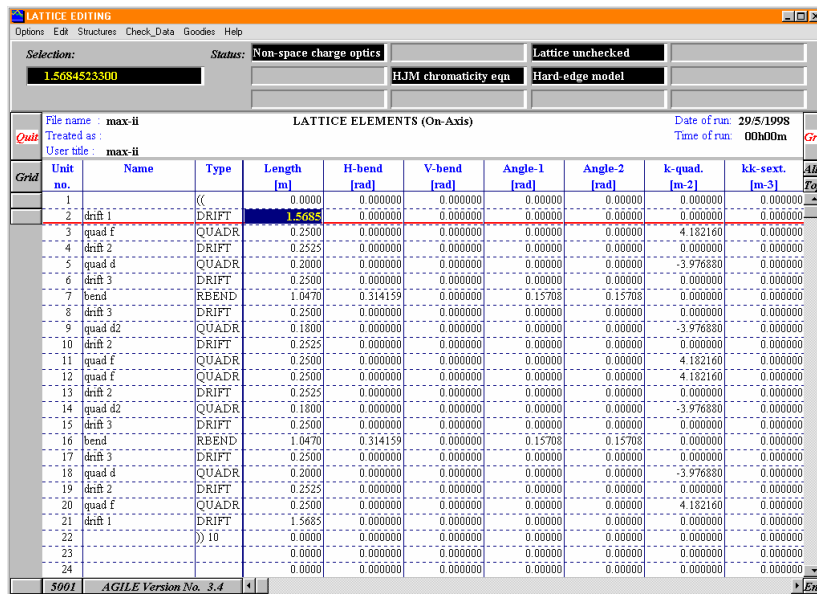 LATTICE EDITING
Options Edit Structures Check_Data Goodies Help
Selection: Status: Non-space charge optics Lattice unchecked
1.5684523300 HJM chromaticity eqn Hard-edge model
File name : max-ii LATTICE ELEMENTS (On-Axis) Date of run: 29/5/1998
Quit Treated as : Time of run: 00h00m Gr
User title : max-ii
Grid Unit Name Type Length H-bend V-bend Angle-1 Angle-2 k-quad. kk-sext.
no. [m] [rad] [rad] [rad] [rad] [m-2] [m-3]
1 (( 0.0000 0.000000 0.000000 0.00000 0.00000 0.000000 0.000000
2 drift 1 DRIFT 1.5685 0.000000 0.000000 0.00000 0.00000 0.000000 0.000000
3 quad f QUADR 0.2500 0.000000 0.000000 0.00000 0.00000 4.182160 0.000000
4 drift 2 DRIFT 0.2525 0.000000 0.000000 0.00000 0.00000 0.000000 0.000000
5 quad d QUADR 0.2000 0.000000 0.000000 0.00000 0.00000 -3.976880 0.000000
6 drift 3 DRIFT 0.2500 0.000000 0.000000 0.00000 0.00000 0.000000 0.000000
7 bend RBEND 1.0470 0.314159 0.000000 0.15708 0.15708 0.000000 0.000000
8 drift 3 DRIFT 0.2500 0.000000 0.000000 0.00000 0.00000 0.000000 0.000000
9 quad d2 QUADR 0.1800 0.000000 0.000000 0.00000 0.00000 -3.976880 0.000000
10 drift 2 DRIFT 0.2525 0.000000 0.000000 0.00000 0.00000 0.000000 0.000000
11 quad f QUADR 0.2500 0.000000 0.000000 0.00000 0.00000 4.182160 0.000000
12 quad f QUADR 0.2500 0.000000 0.000000 0.00000 0.00000 4.182160 0.000000
13 drift 2 DRIFT 0.2525 0.000000 0.000000 0.00000 0.00000 0.000000 0.000000
14 quad d2 QUADR 0.1800 0.000000 0.000000 0.00000 0.00000 -3.976880 0.000000
15 drift 3 DRIFT 0.2500 0.000000 0.000000 0.00000 0.00000 0.000000 0.000000
16 bend RBEND 1.0470 0.314159 0.000000 0.15708 0.15708 0.000000 0.000000
17 drift 3 DRIFT 0.2500 0.000000 0.000000 0.00000 0.00000 0.000000 0.000000
18 quad d QUADR 0.2000 0.000000 0.000000 0.00000 0.00000 -3.976880 0.000000
19 drift 2 DRIFT 0.2525 0.000000 0.000000 0.00000 0.00000 0.000000 0.000000
20 quad f QUADR 0.2500 0.000000 0.000000 0.00000 0.00000 4.182160 0.000000
21 drift 1 DRIFT 1.5685 0.000000 0.000000 0.00000 0.00000 0.000000 0.000000
22 )) 10 0.0000 0.000000 0.000000 0.00000 0.00000 0.000000 0.000000
23 0.0000 0.000000 0.000000 0.00000 0.00000 0.000000 0.000000
24 0.0000 0.000000 0.000000 0.00000 0.00000 0.000000 0.000000
5001 AGILE Version No. 3.4